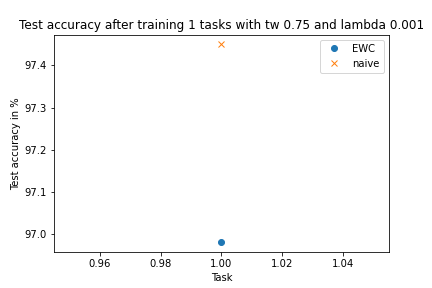 Test accuracy after training 1 tasks with tw 0.75 and lambda 0.001
EWC
naive
97.4
97.3
97.2
97.1
97.0
Test accuracy in %
0.96 0.98 1.00 1.02 1.04
Task